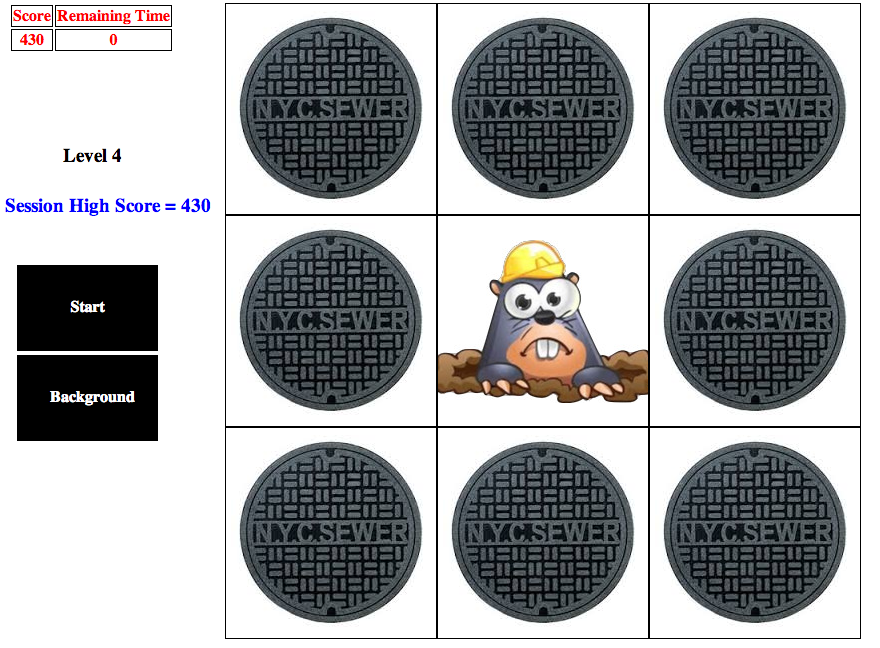 Score Remaining Time
430 0
Level 4
Session High Score = 430
Start
Background
N.Y.C.SEWER N.Y.C.SEWER N.Y.C.SEWER
N.Y.C.SEWER N.Y.C.SEWER
N.Y.C.SEWER N.Y.C.SEWER N.Y.C.SEWER